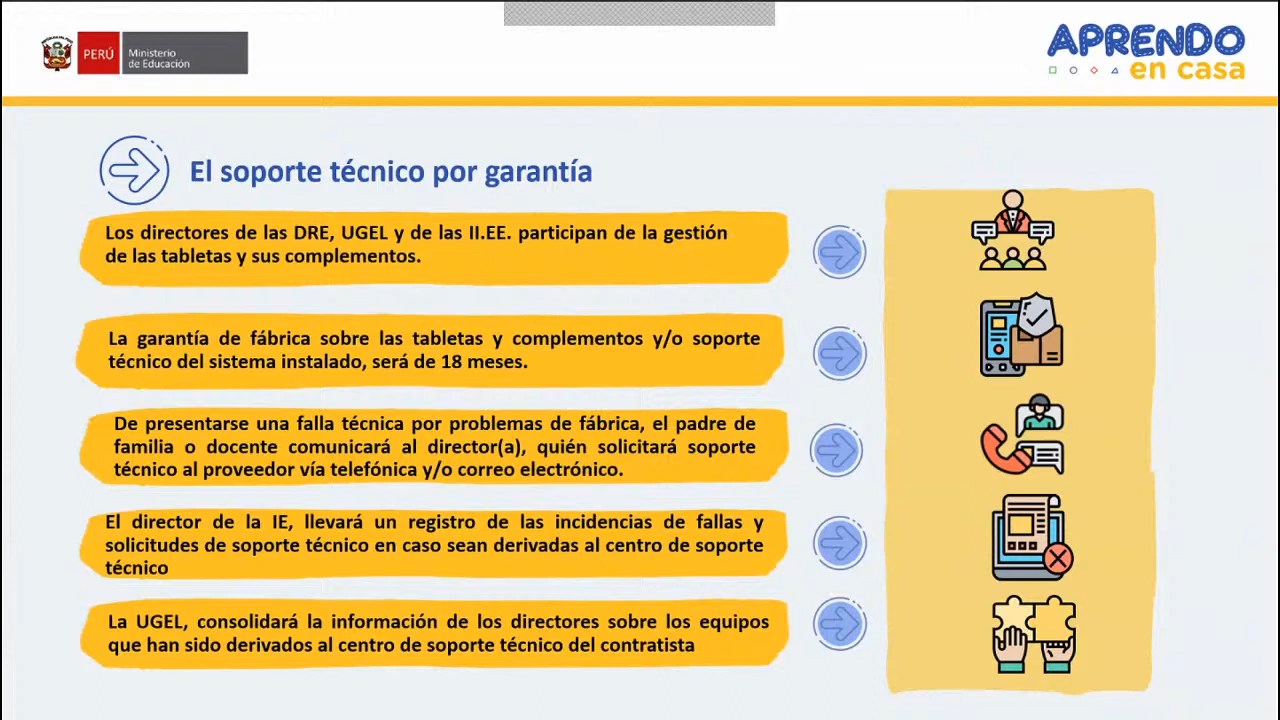 PERÚ
Ministerio
de Educación
APRENDO
en casa
El soporte técnico por garantía
Los directores de las DRE, UGEL y de las II.EE. participan de la gestión
de las tabletas y sus complementos.
La garantía de fábrica sobre las tabletas y complementos y/o soporte
técnico del sistema instalado, será de 18 meses.
De presentarse una falla técnica por problemas de fábrica, el padre de
familia o docente comunicará al director(a), quién solicitará soporte
técnico al proveedor vía telefónica y/o correo electrónico.
El director de la IE, llevará un registro de las incidencias de fallas y
solicitudes de soporte técnico en caso sean derivadas al centro de soporte
técnico
La UGEL, consolidará la información de los directores sobre los equipos
que han sido derivados al centro de soporte técnico del contratista